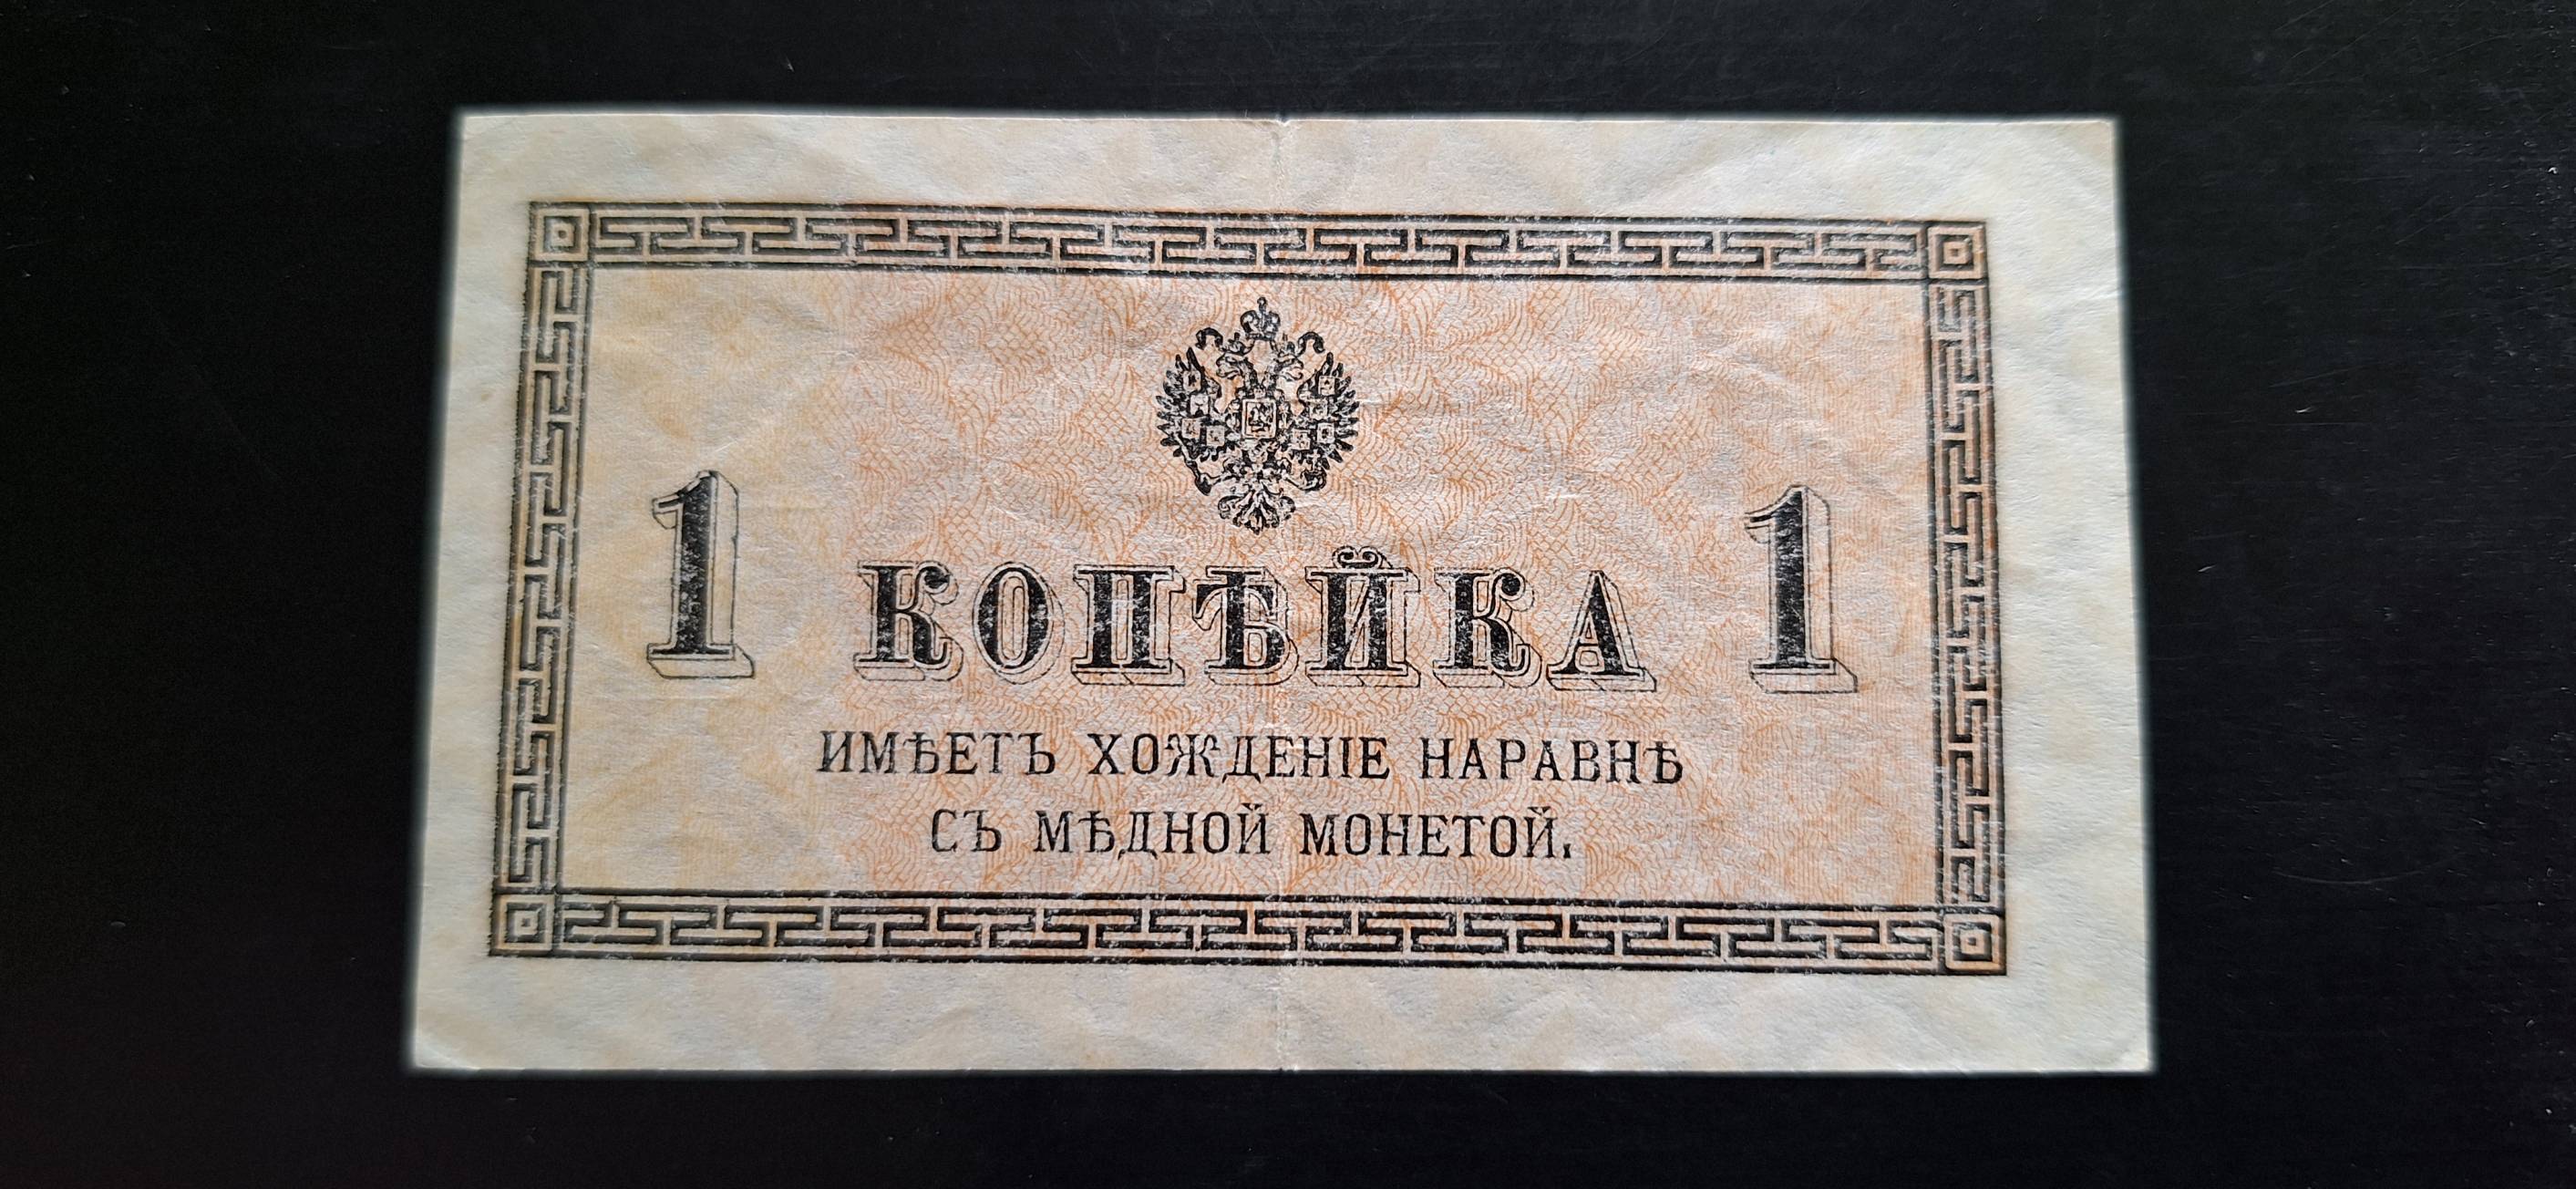 1 КОПѢЙКА 1
ИМѢЕТЪ ХОЖДЕНІЕ НАРАВНѢ
СЪ МѢДНОЙ МОНЕТОЙ.